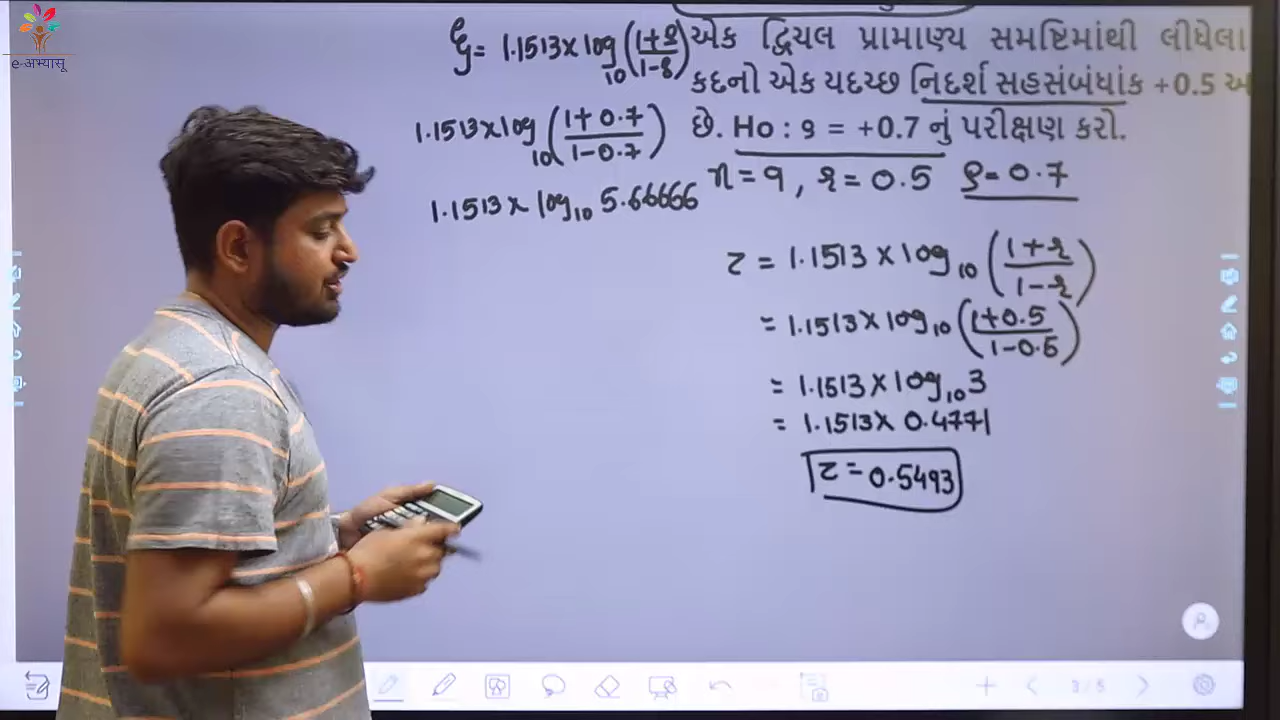 e-अभ्यासू
ξ = 1.1513 × log₁₀ (1+ρ/1-ρ)
1.1513 × log₁₀ (1+0.7/1-0.7)
1.1513 × log₁₀ 5.66666
એક દ્વિચલ પ્રામાણ્ય સમષ્ટિમાંથી લીધેલા
કદનો એક યદચ્છ નિદર્શ સહસંબંધાંક +0.5 અ
છે. Ho : ૭ = +0.7 નું પરીક્ષણ કરો.
n = 9, r = 0.5 ρ = 0.7
z = 1.1513 × log₁₀ (1+r/1-r)
= 1.1513 × log₁₀ (1+0.5/1-0.5)
= 1.1513 × log₁₀ 3
= 1.1513 × 0.4771
z = 0.5493
3 / 5